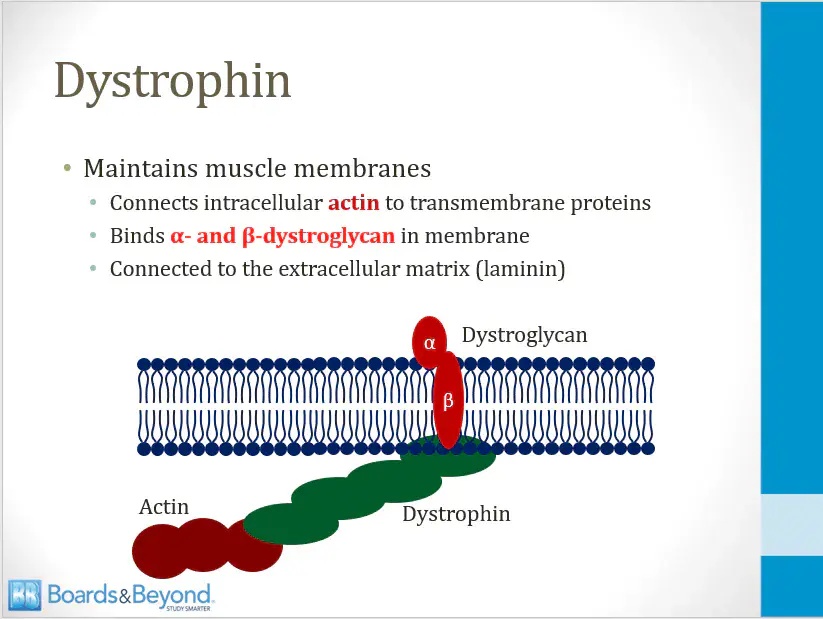 Dystrophin
• Maintains muscle membranes
• Connects intracellular actin to transmembrane proteins
• Binds α- and β-dystroglycan in membrane
• Connected to the extracellular matrix (laminin)
α
Dystroglycan
β
Actin
Dystrophin
BB Boards&Beyond.
STUDY SMARTER